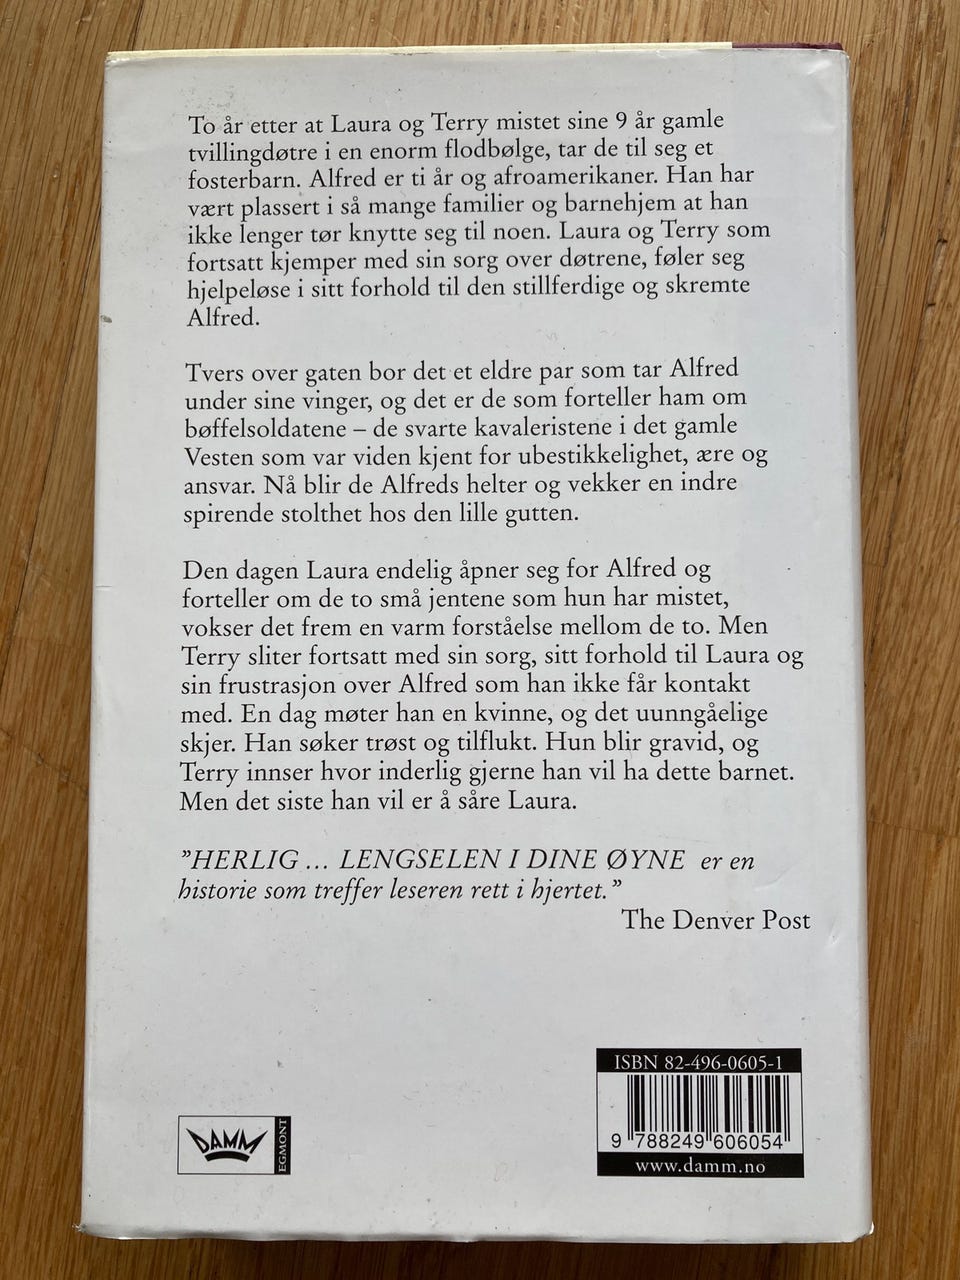 To år etter at Laura og Terry mistet sine 9 år gamle
tvillingdøtre i en enorm flodbølge, tar de til seg et
fosterbarn. Alfred er ti år og afroamerikaner. Han har
vært plassert i så mange familier og barnehjem at han
ikke lenger tør knytte seg til noen. Laura og Terry som
fortsatt kjemper med sin sorg over døtrene, føler seg
hjelpeløse i sitt forhold til den stillferdige og skremte
Alfred.
Tvers over gaten bor det et eldre par som tar Alfred
under sine vinger, og det er de som forteller ham om
bøffelsoldatene – de svarte kavaleristene i det gamle
Vesten som var viden kjent for ubestikkelighet, ære og
ansvar. Nå blir de Alfreds helter og vekker en indre
spirende stolthet hos den lille gutten.
Den dagen Laura endelig åpner seg for Alfred og
forteller om de to små jentene som hun har mistet,
vokser det frem en varm forståelse mellom de to. Men
Terry sliter fortsatt med sin sorg, sitt forhold til Laura og
sin frustrasjon over Alfred som han ikke får kontakt
med. En dag møter han en kvinne, og det uunngåelige
skjer. Han søker trøst og tilflukt. Hun blir gravid, og
Terry innser hvor inderlig gjerne han vil ha dette barnet.
Men det siste han vil er å såre Laura.
”HERLIG ... LENGSELEN I DINE ØYNE er en
historie som treffer leseren rett i hjertet.”
The Denver Post
ISBN 82-496-0605-1
9 788249 606054
www.damm.no
DAMM
EGMONT